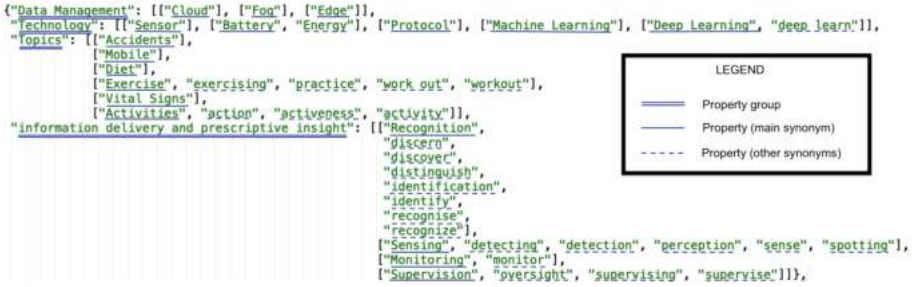 {"Data Management": [["Cloud"], ["Fog"], ["Edge"]],
"Technology": [["Sensor"], ["Battery", "Energy"], ["Protocol"], ["Machine Learning"], ["Deep Learning", "deep learn"]],
"Topics": [["Accidents"],
["Mobile"],
["Diet"],
["Exercise", "exercising", "practice", "work out", "workout"],
["Vital Signs"],
["Activities", "action", "activeness", "activity"]],
"information delivery and prescriptive insight": [["Recognition",
"discern",
"discover",
"distinguish",
"identification",
"identify",
"recognise",
"recognize"],
["Sensing", "detecting", "detection", "perception", "sense", "spotting"],
["Monitoring", "monitor"],
["Supervision", "oversight", "supervising", "supervise"]]},
LEGEND
Property group
Property (main synonym)
Property (other synonyms)